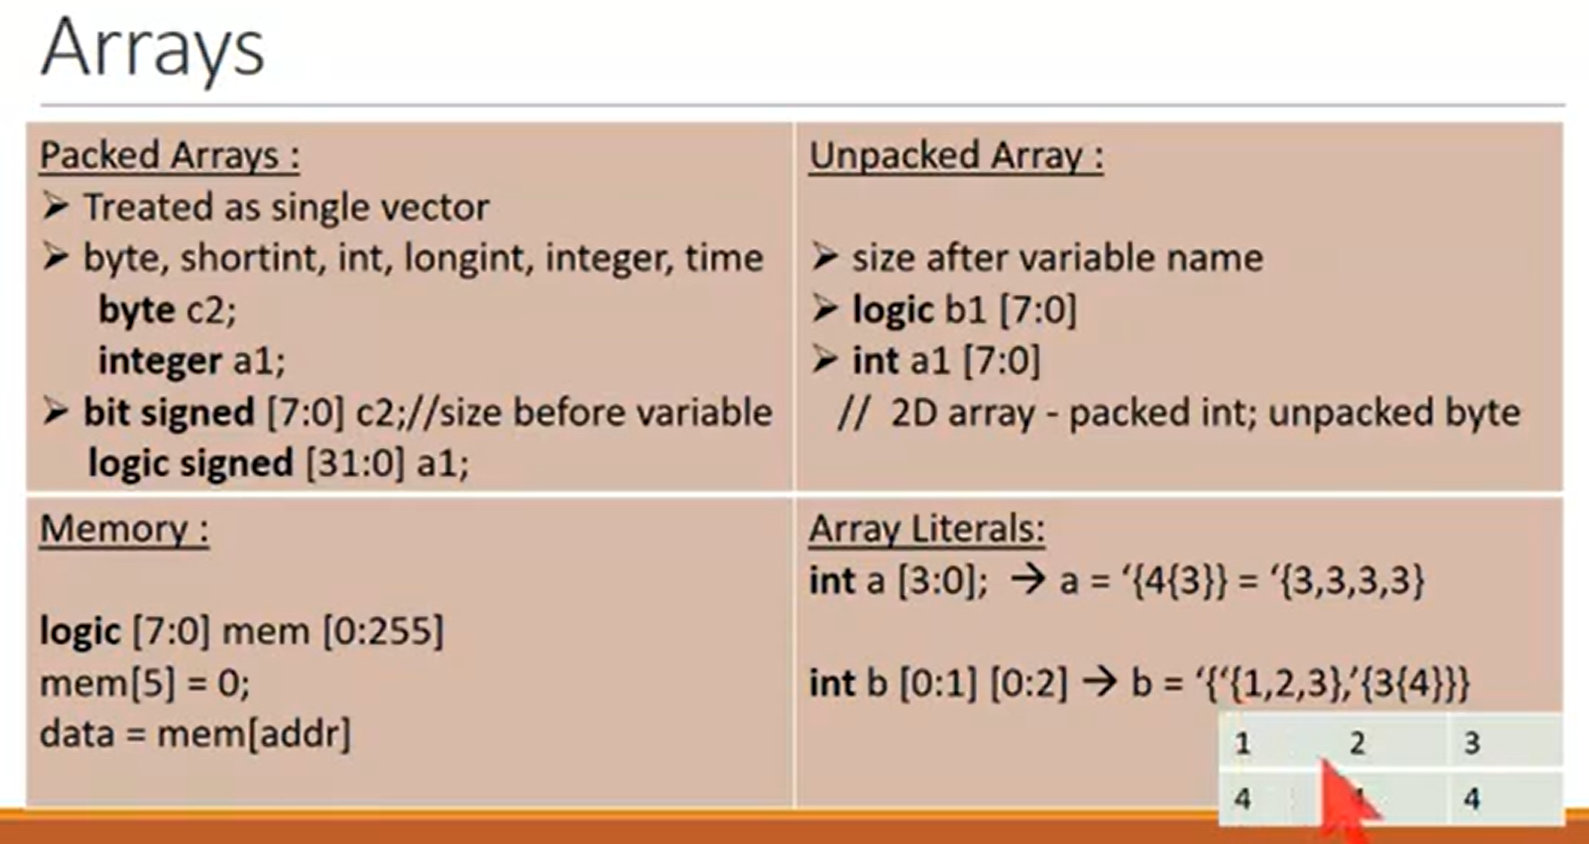 Arrays
Packed Arrays :
➢ Treated as single vector
➢ byte, shortint, int, longint, integer, time
byte c2;
integer a1;
➢ bit signed [7:0] c2;//size before variable
logic signed [31:0] a1;
Unpacked Array :
➢ size after variable name
➢ logic b1 [7:0]
➢ int a1 [7:0]
// 2D array - packed int; unpacked byte
Memory :
logic [7:0] mem [0:255]
mem[5] = 0;
data = mem[addr]
Array Literals:
int a [3:0]; → a = ‘{4{3}} = ‘{3,3,3,3}
int b [0:1] [0:2] → b = ‘{‘{1,2,3},’{3{4}}}
1 2 3
4 4